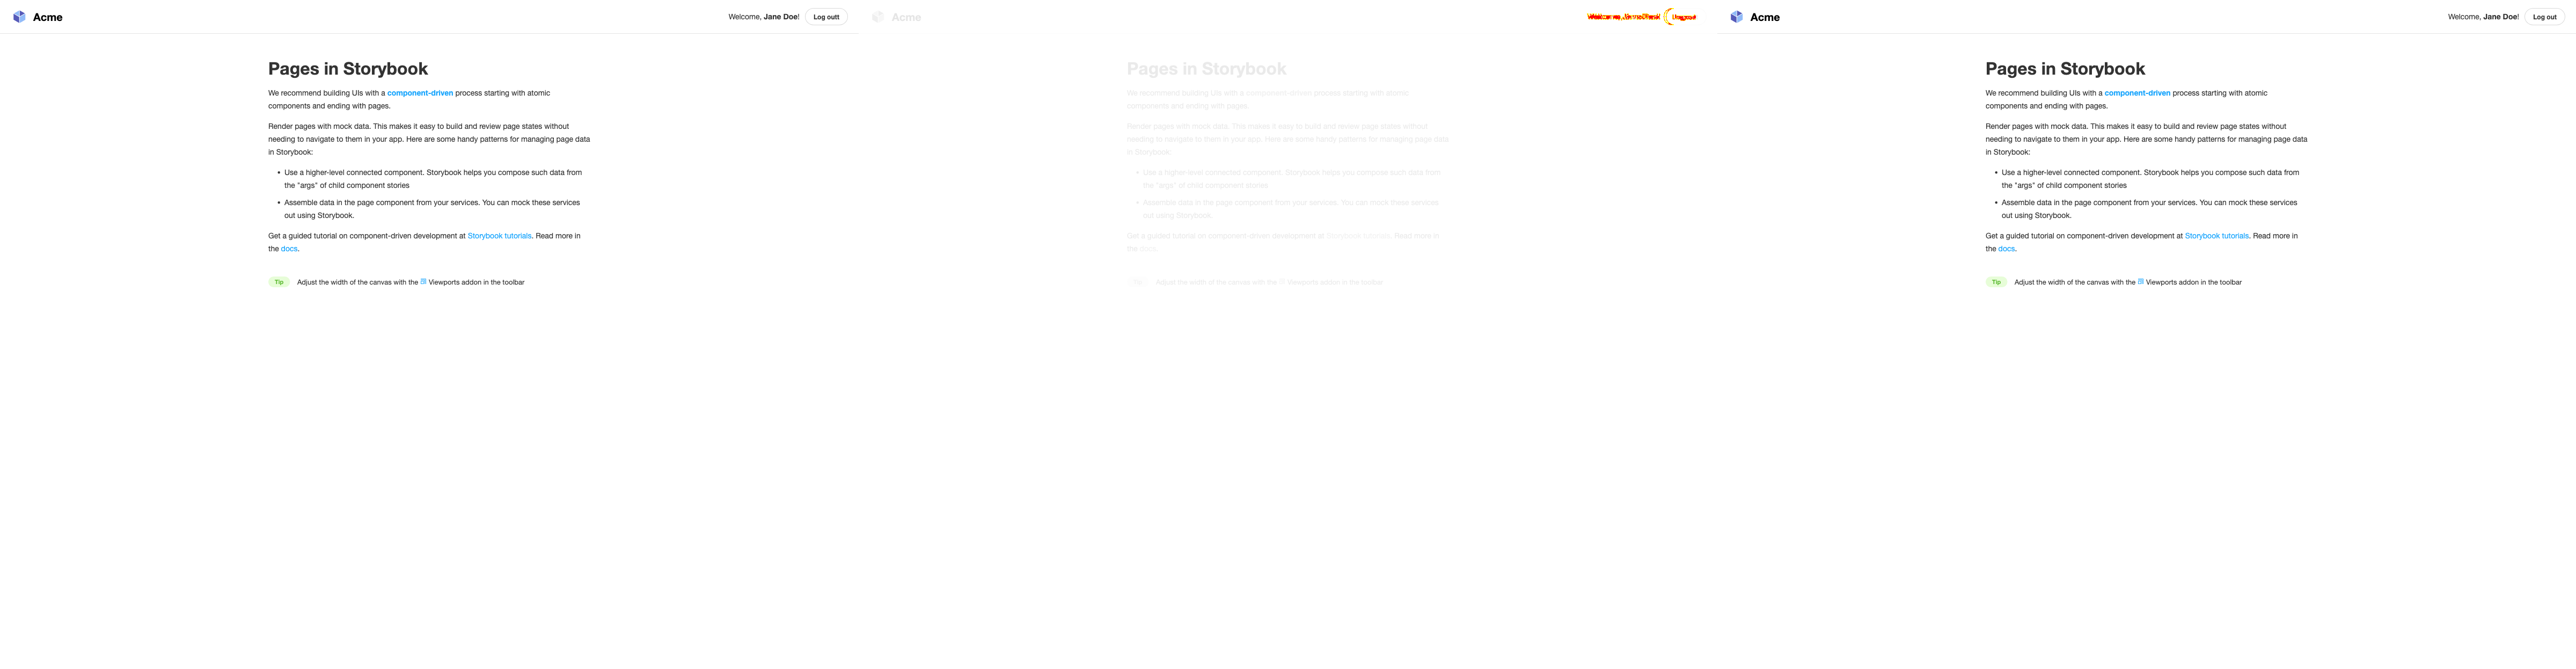 Acme
Welcome, Jane Doe!
Log outt
Pages in Storybook
We recommend building UIs with a component-driven process starting with atomic
components and ending with pages.
Render pages with mock data. This makes it easy to build and review page states without
needing to navigate to them in your app. Here are some handy patterns for managing page data
in Storybook:
• Use a higher-level connected component. Storybook helps you compose such data from
the "args" of child component stories
• Assemble data in the page component from your services. You can mock these services
out using Storybook.
Get a guided tutorial on component-driven development at Storybook tutorials. Read more in
the docs.
Tip Adjust the width of the canvas with the Viewports addon in the toolbar
Acme
Pages in Storybook
We recommend building UIs with a component-driven process starting with atomic
components and ending with pages.
Render pages with mock data. This makes it easy to build and review page states without
needing to navigate to them in your app. Here are some handy patterns for managing page data
in Storybook:
• Use a higher-level connected component. Storybook helps you compose such data from
the "args" of child component stories
• Assemble data in the page component from your services. You can mock these services
out using Storybook.
Get a guided tutorial on component-driven development at Storybook tutorials. Read more in
the docs.
Tip Adjust the width of the canvas with the Viewports addon in the toolbar
Acme
Welcome, Jane Doe!
Log out
Pages in Storybook
We recommend building UIs with a component-driven process starting with atomic
components and ending with pages.
Render pages with mock data. This makes it easy to build and review page states without
needing to navigate to them in your app. Here are some handy patterns for managing page data
in Storybook:
• Use a higher-level connected component. Storybook helps you compose such data from
the "args" of child component stories
• Assemble data in the page component from your services. You can mock these services
out using Storybook.
Get a guided tutorial on component-driven development at Storybook tutorials. Read more in
the docs.
Tip Adjust the width of the canvas with the Viewports addon in the toolbar